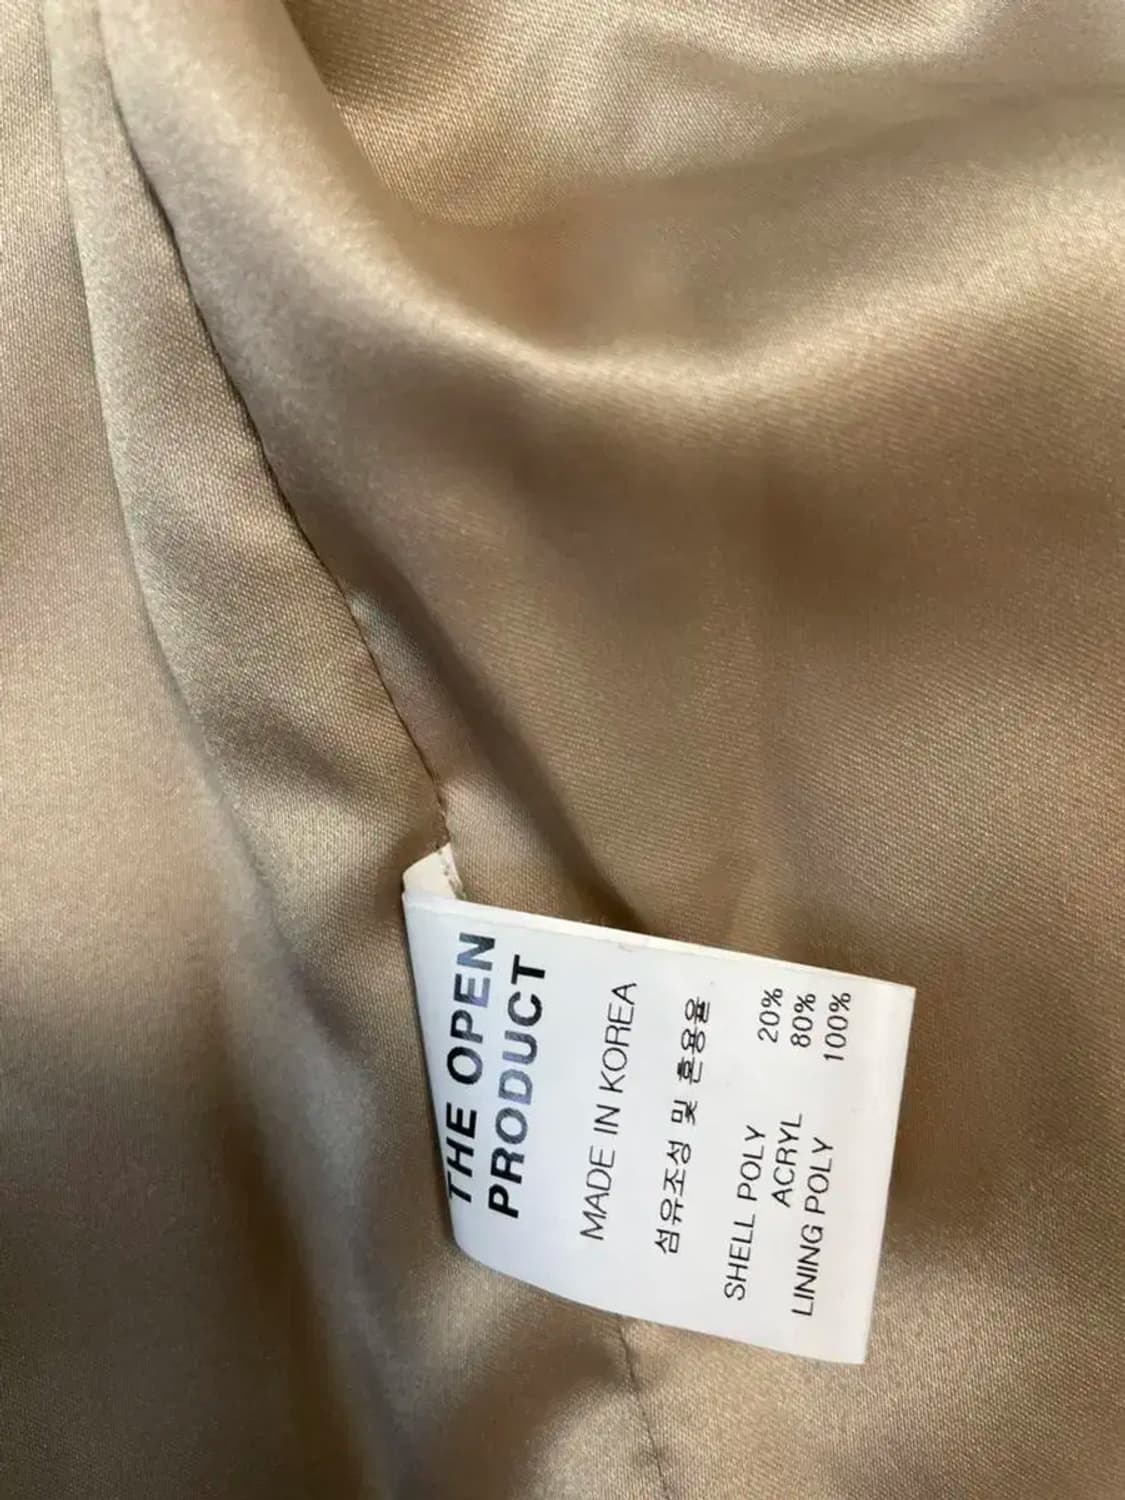 THE OPEN
PRODUCT
MADE IN KOREA
섬유조성 및 혼용율
SHELL POLY 20%
ACRYL 80%
LINING POLY 100%